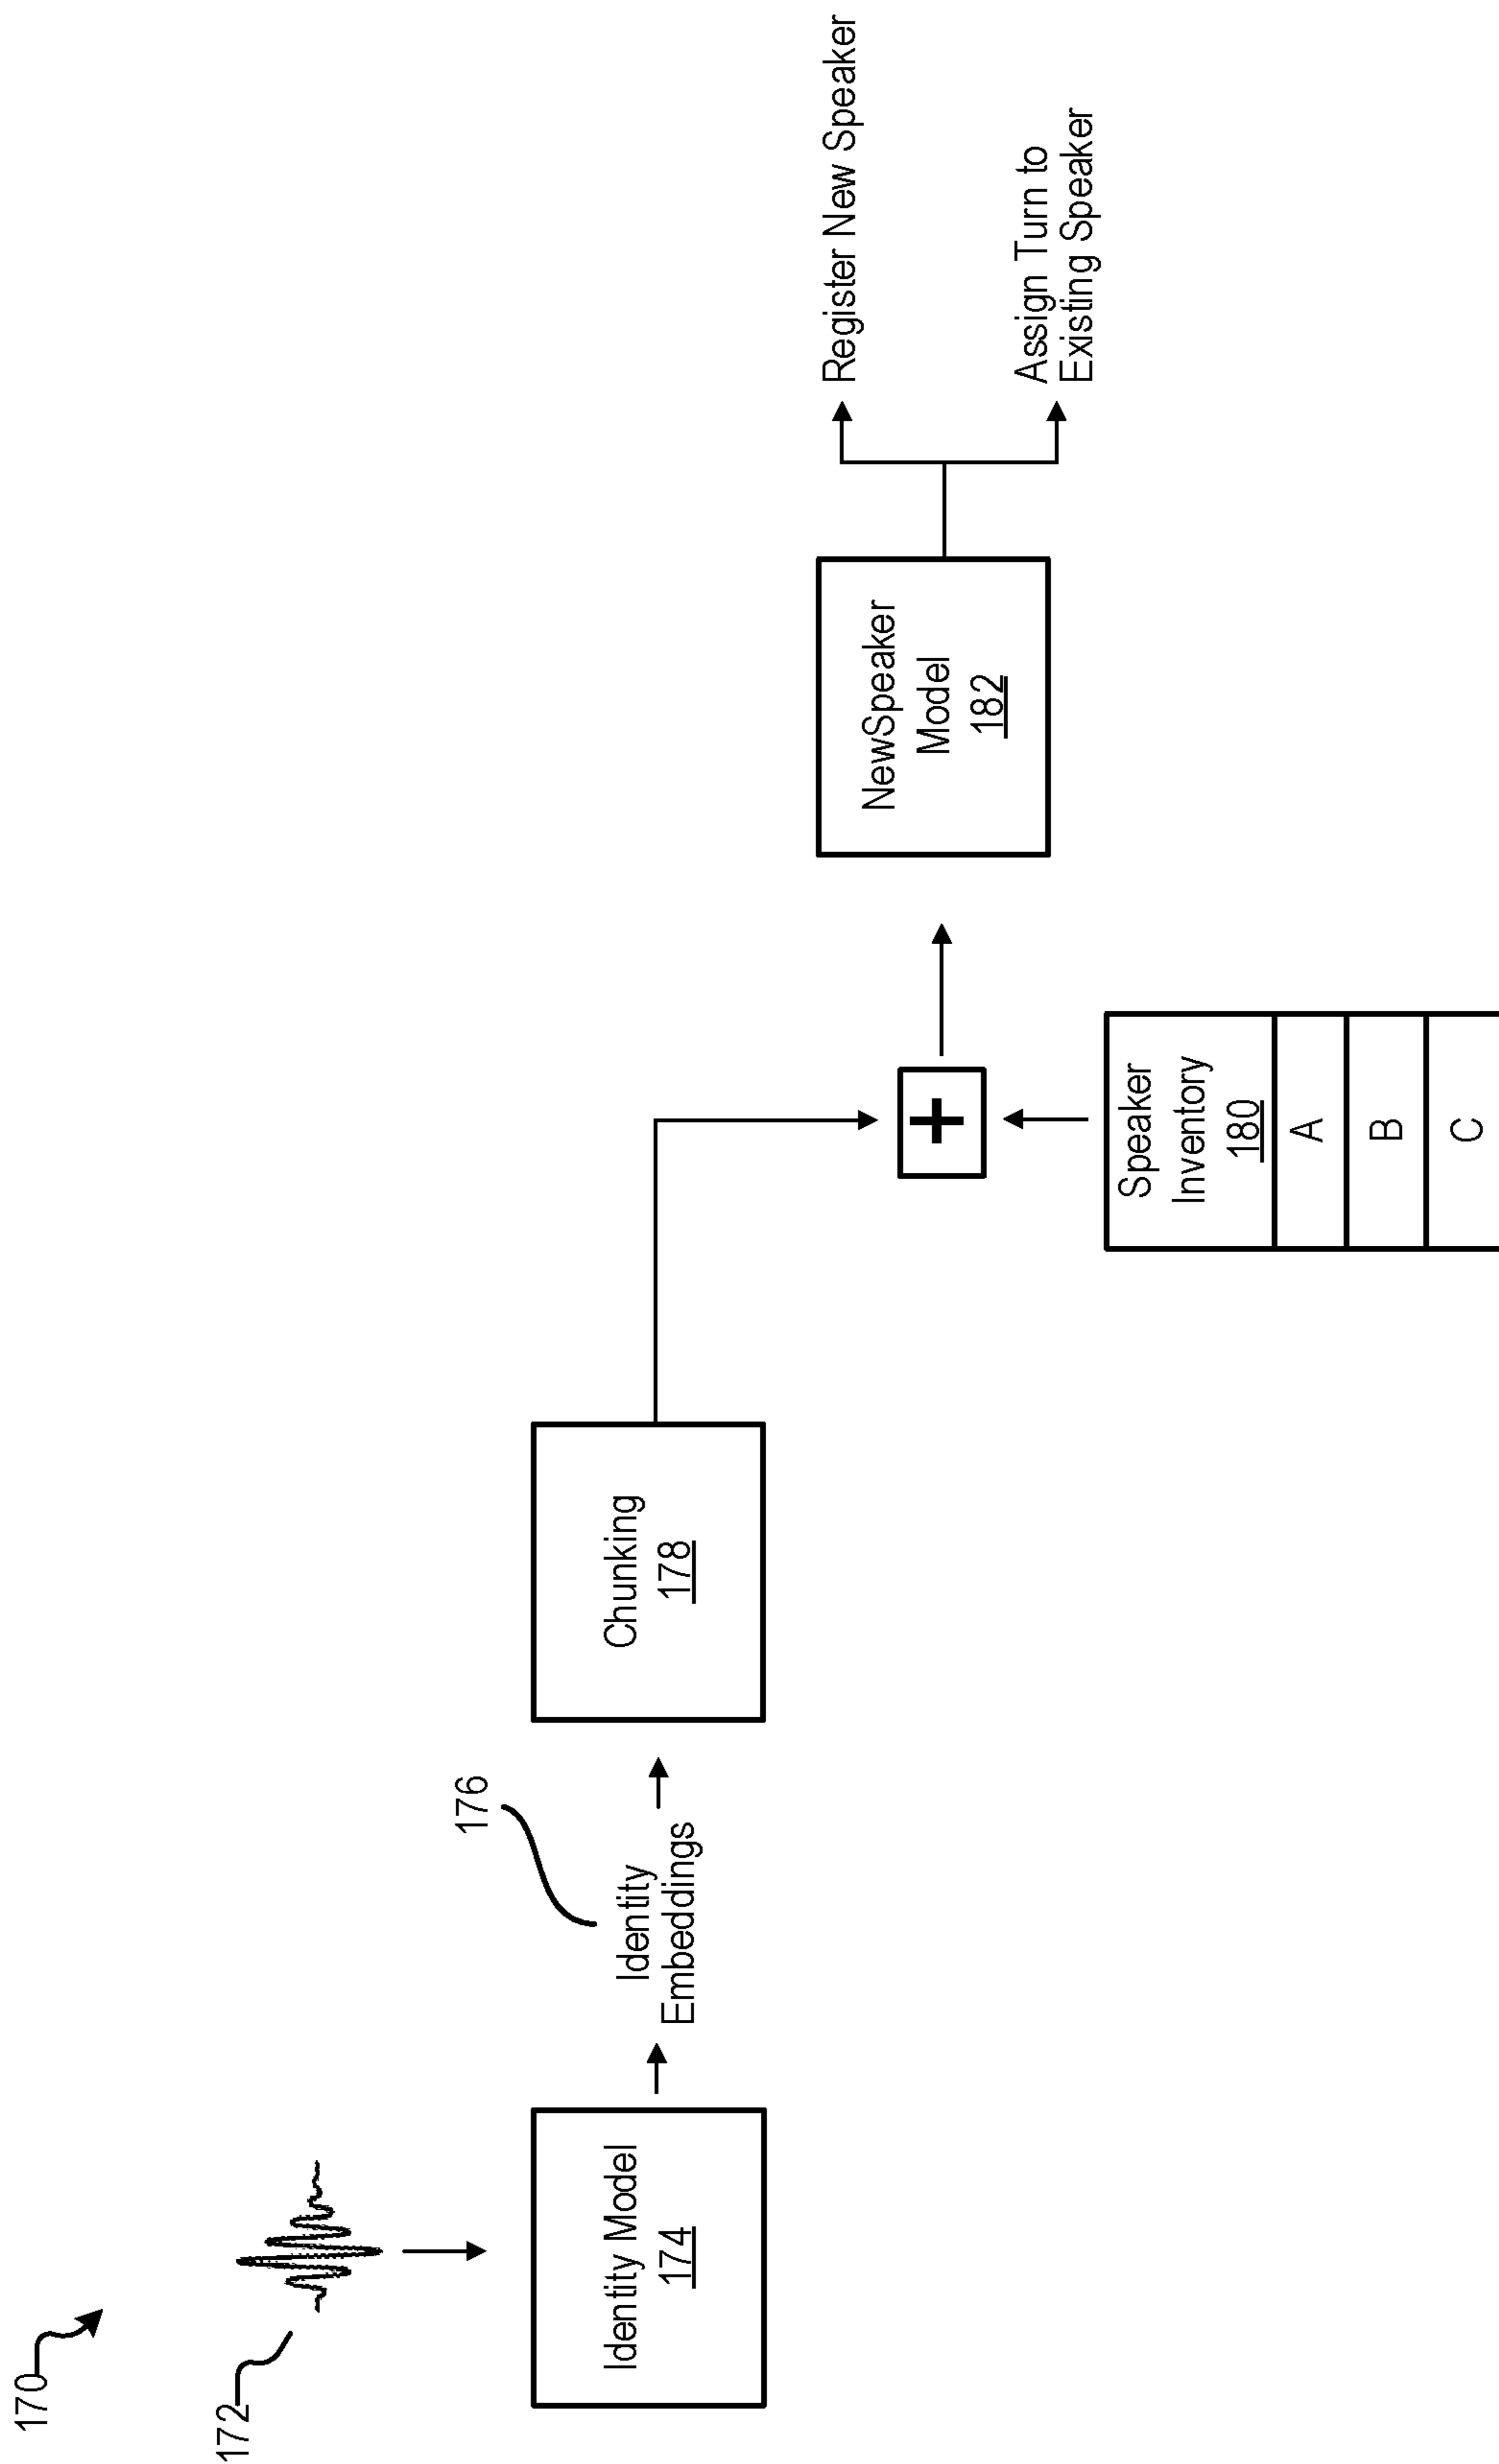 170
172
Identity Model
174
176
Identity
Embeddings
Chunking
178
+
Speaker
Inventory
180
A
B
C
NewSpeaker
Model
182
Register New Speaker
Assign Turn to
Existing Speaker